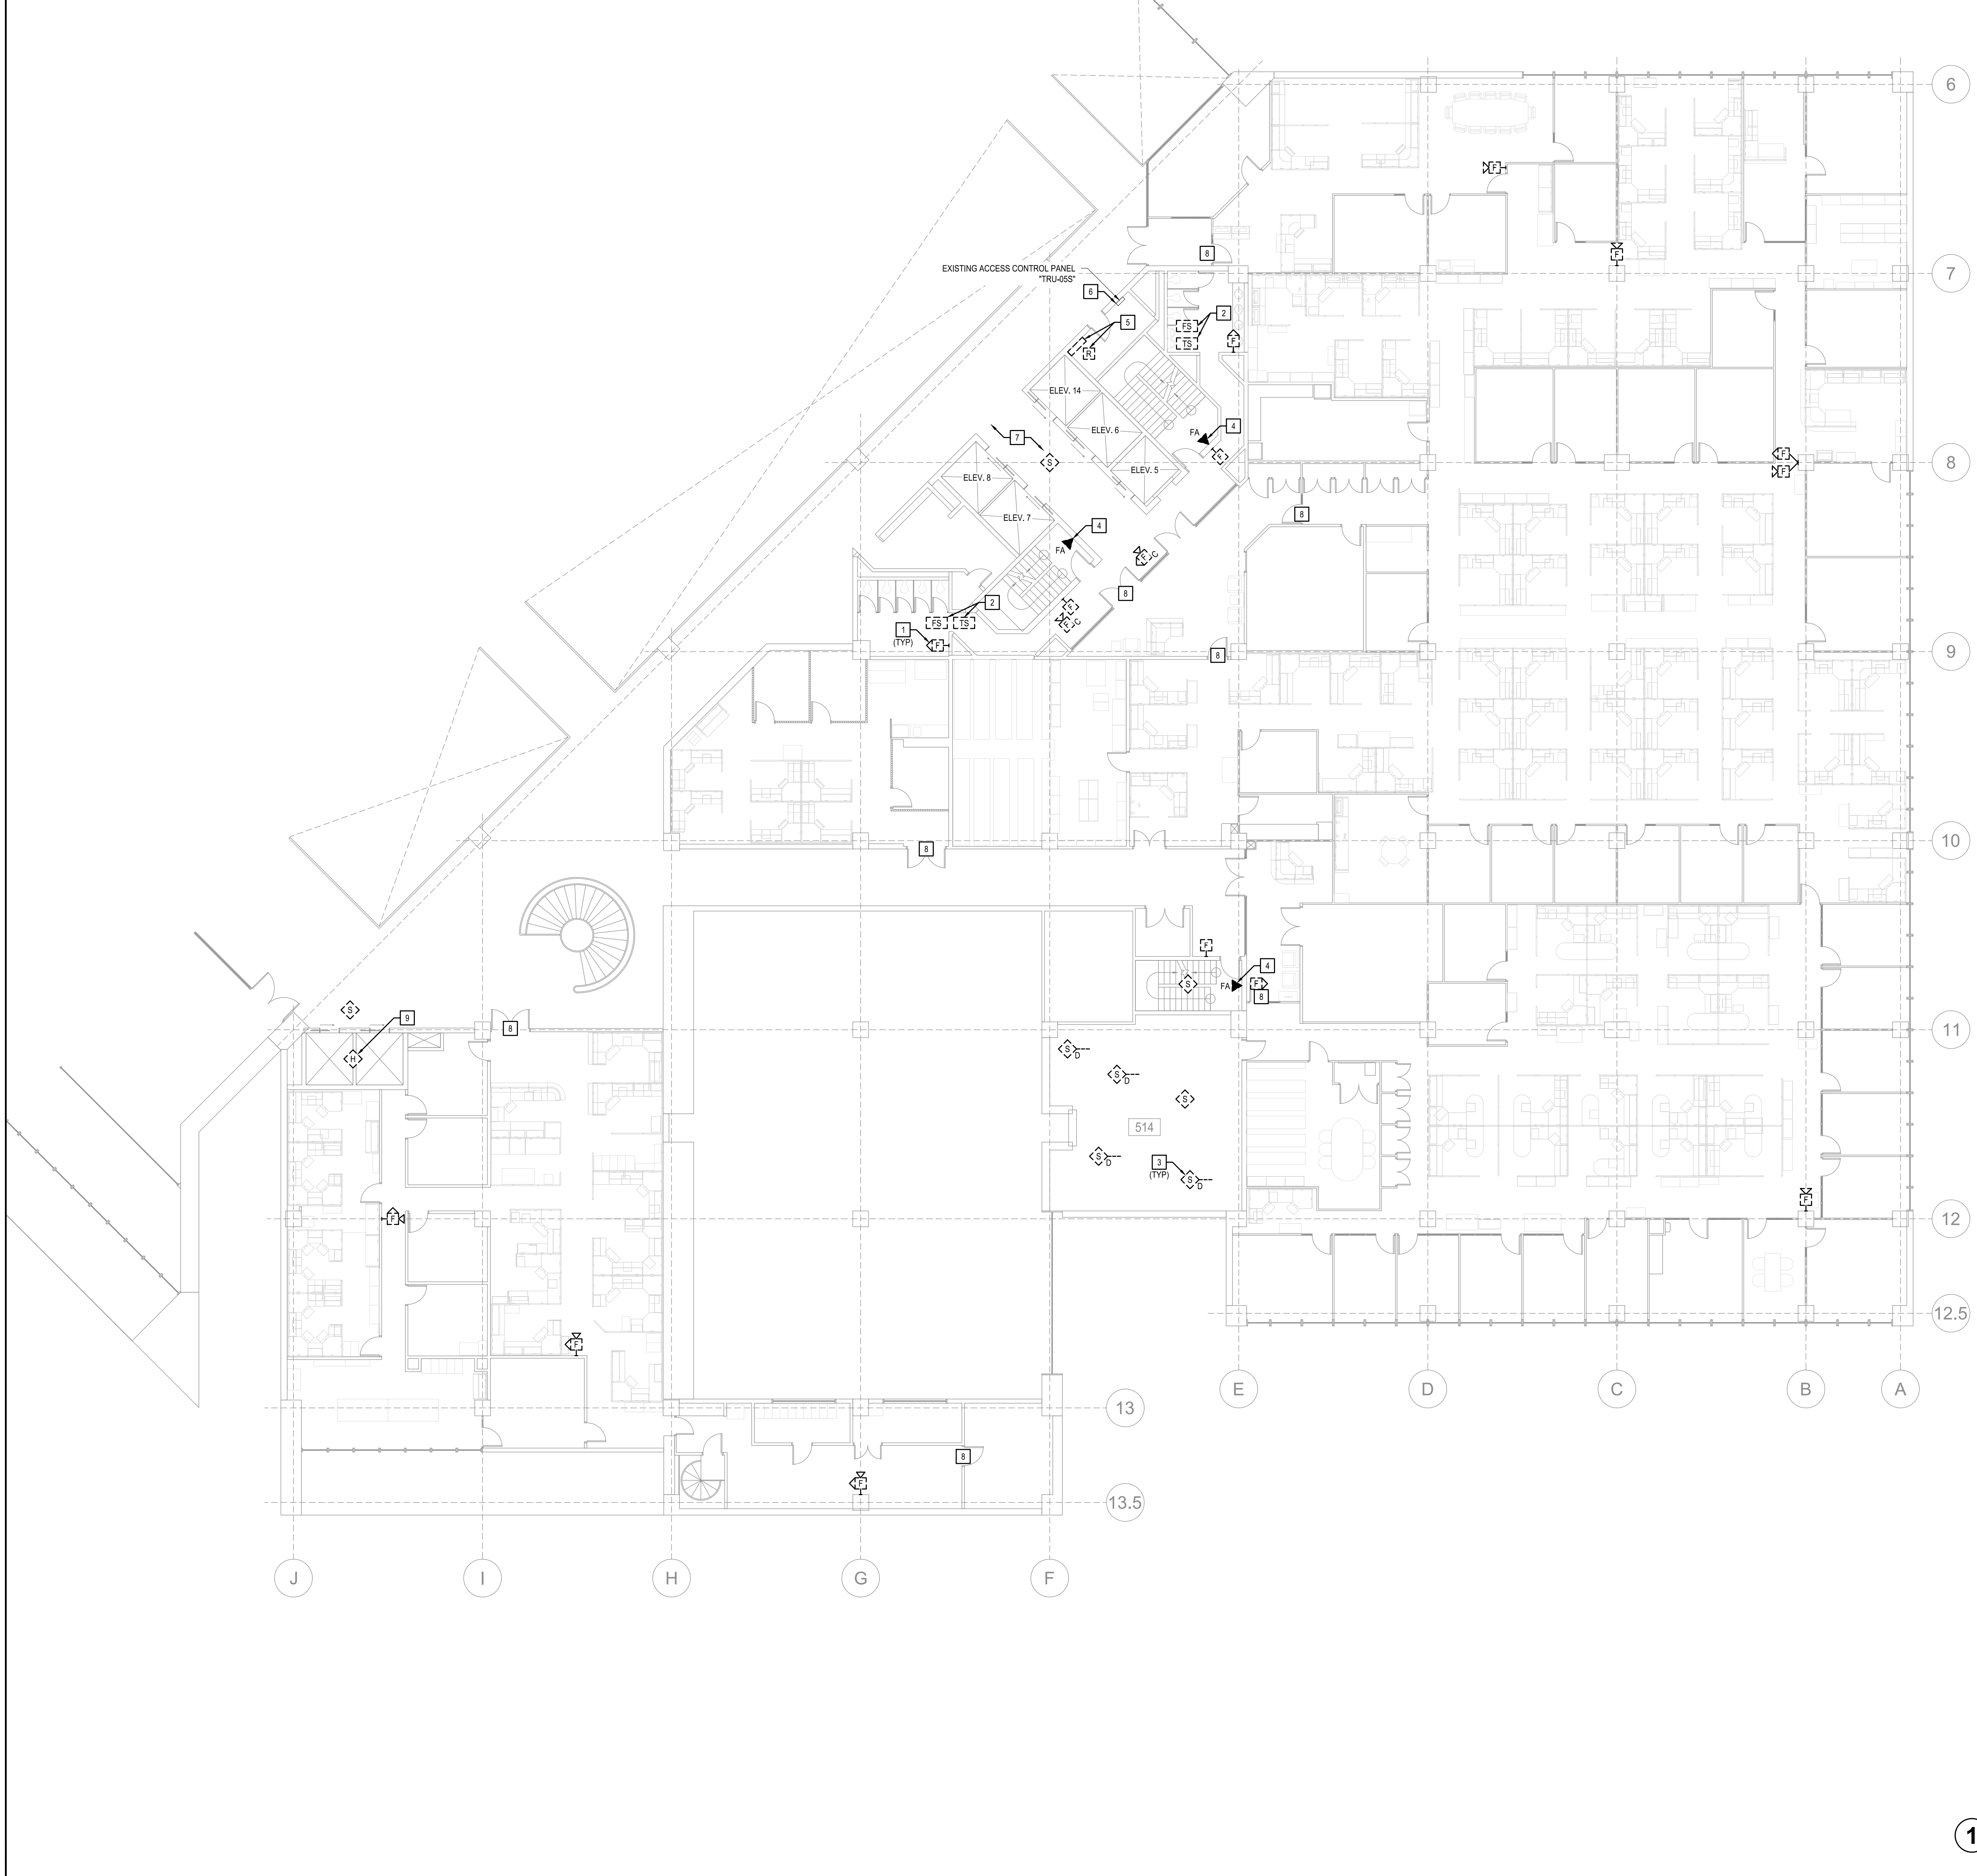 6
8
F
F
EXISTING ACCESS CONTROL PANEL
"TRU-05S"
7
6
2
5
FS
F
TS
R
ELEV. 14
ELEV. 6
FA
4
7
F
S
ELEV. 5
F
F
8
ELEV. 8
ELEV. 7
8
4
FA
F
C
8
2
F
FS
TS
F
C
1
(TYP)
F
8
9
8
10
F
4
S
FA
F
8
S
9
8
H
11
S
D
S
D
S
514
S
D
3
(TYP)
S
D
F
F
12
12.5
F
E
D
C
B
A
13
8
F
13.5
J
I
H
G
F
1